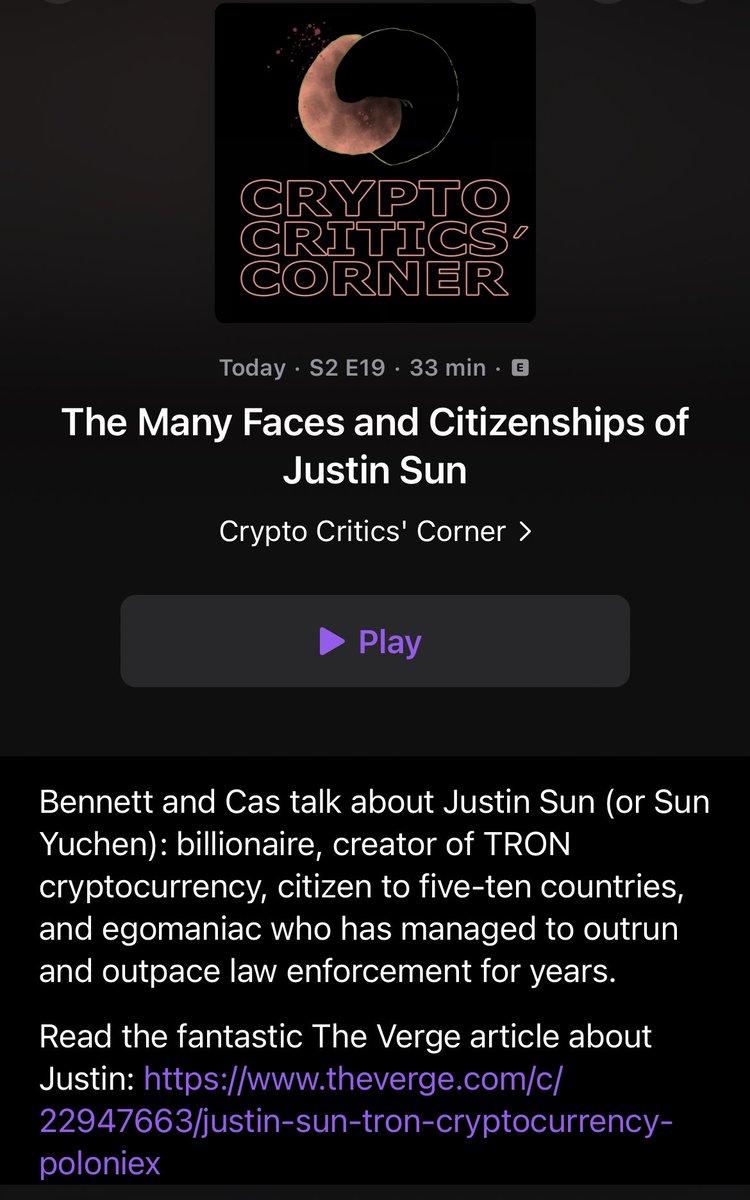 CRYPTO
CRITICS'
CORNER
Today · S2 E19 · 33 min · E
The Many Faces and Citizenships of
Justin Sun
Crypto Critics' Corner >
Play
Bennett and Cas talk about Justin Sun (or Sun
Yuchen): billionaire, creator of TRON
cryptocurrency, citizen to five-ten countries,
and egomaniac who has managed to outrun
and outpace law enforcement for years.
Read the fantastic The Verge article about
Justin: https://www.theverge.com/c/
22947663/justin-sun-tron-cryptocurrency-
poloniex